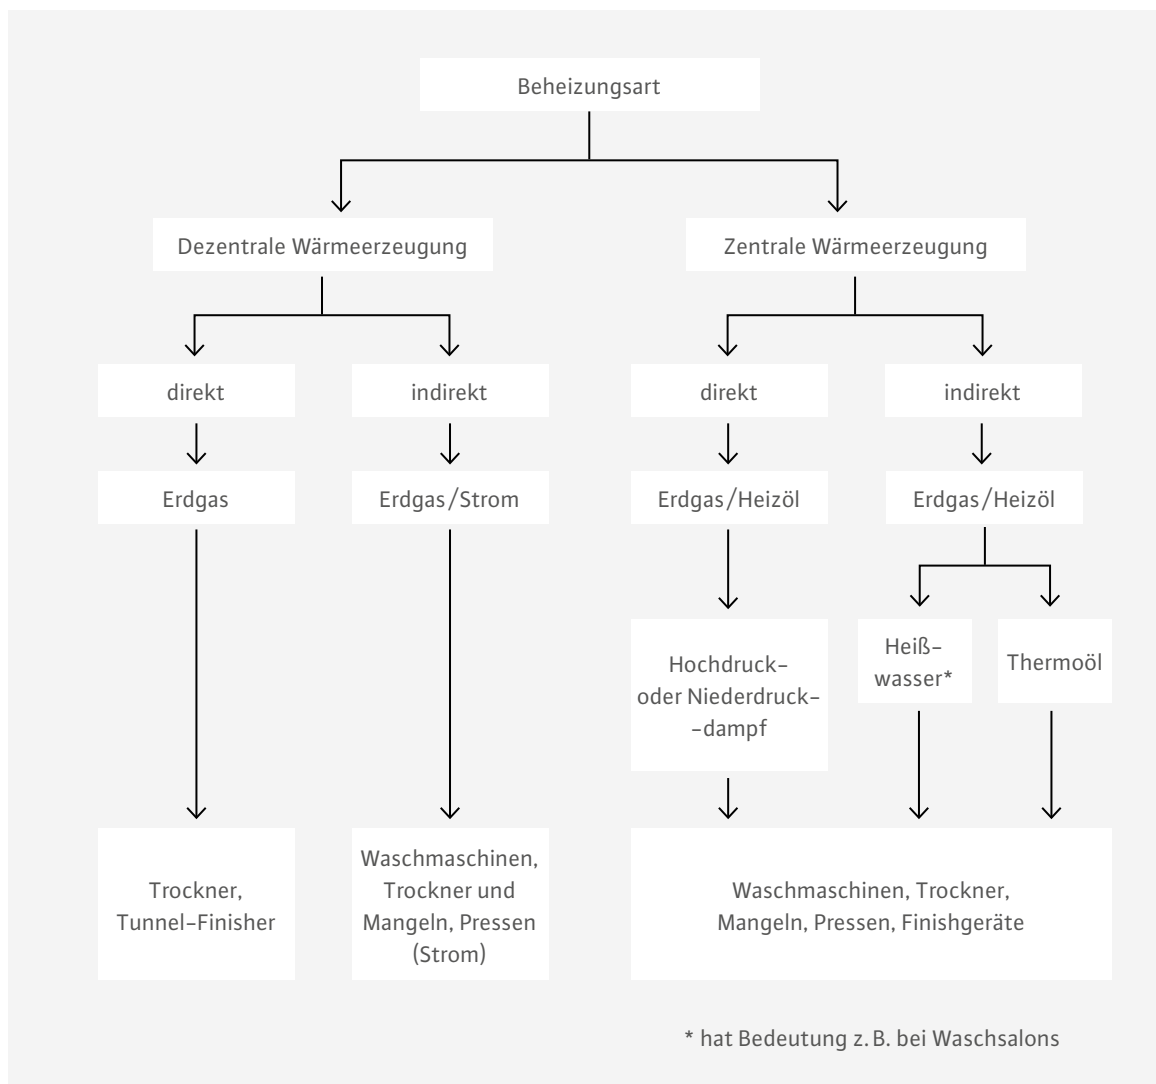 Beheizungsart
Dezentrale Wärmeerzeugung
Zentrale Wärmeerzeugung
direkt
indirekt
direkt
indirekt
Erdgas
Erdgas/Strom
Erdgas/Heizöl
Erdgas/Heizöl
Hochdruck-
oder Niederdruck-
-dampf
Heiß-
wasser*
Thermoöl
Trockner,
Tunnel-Finisher
Waschmaschinen,
Trockner und
Mangeln, Pressen
(Strom)
Waschmaschinen, Trockner,
Mangeln, Pressen, Finishgeräte
* hat Bedeutung z. B. bei Waschsalons